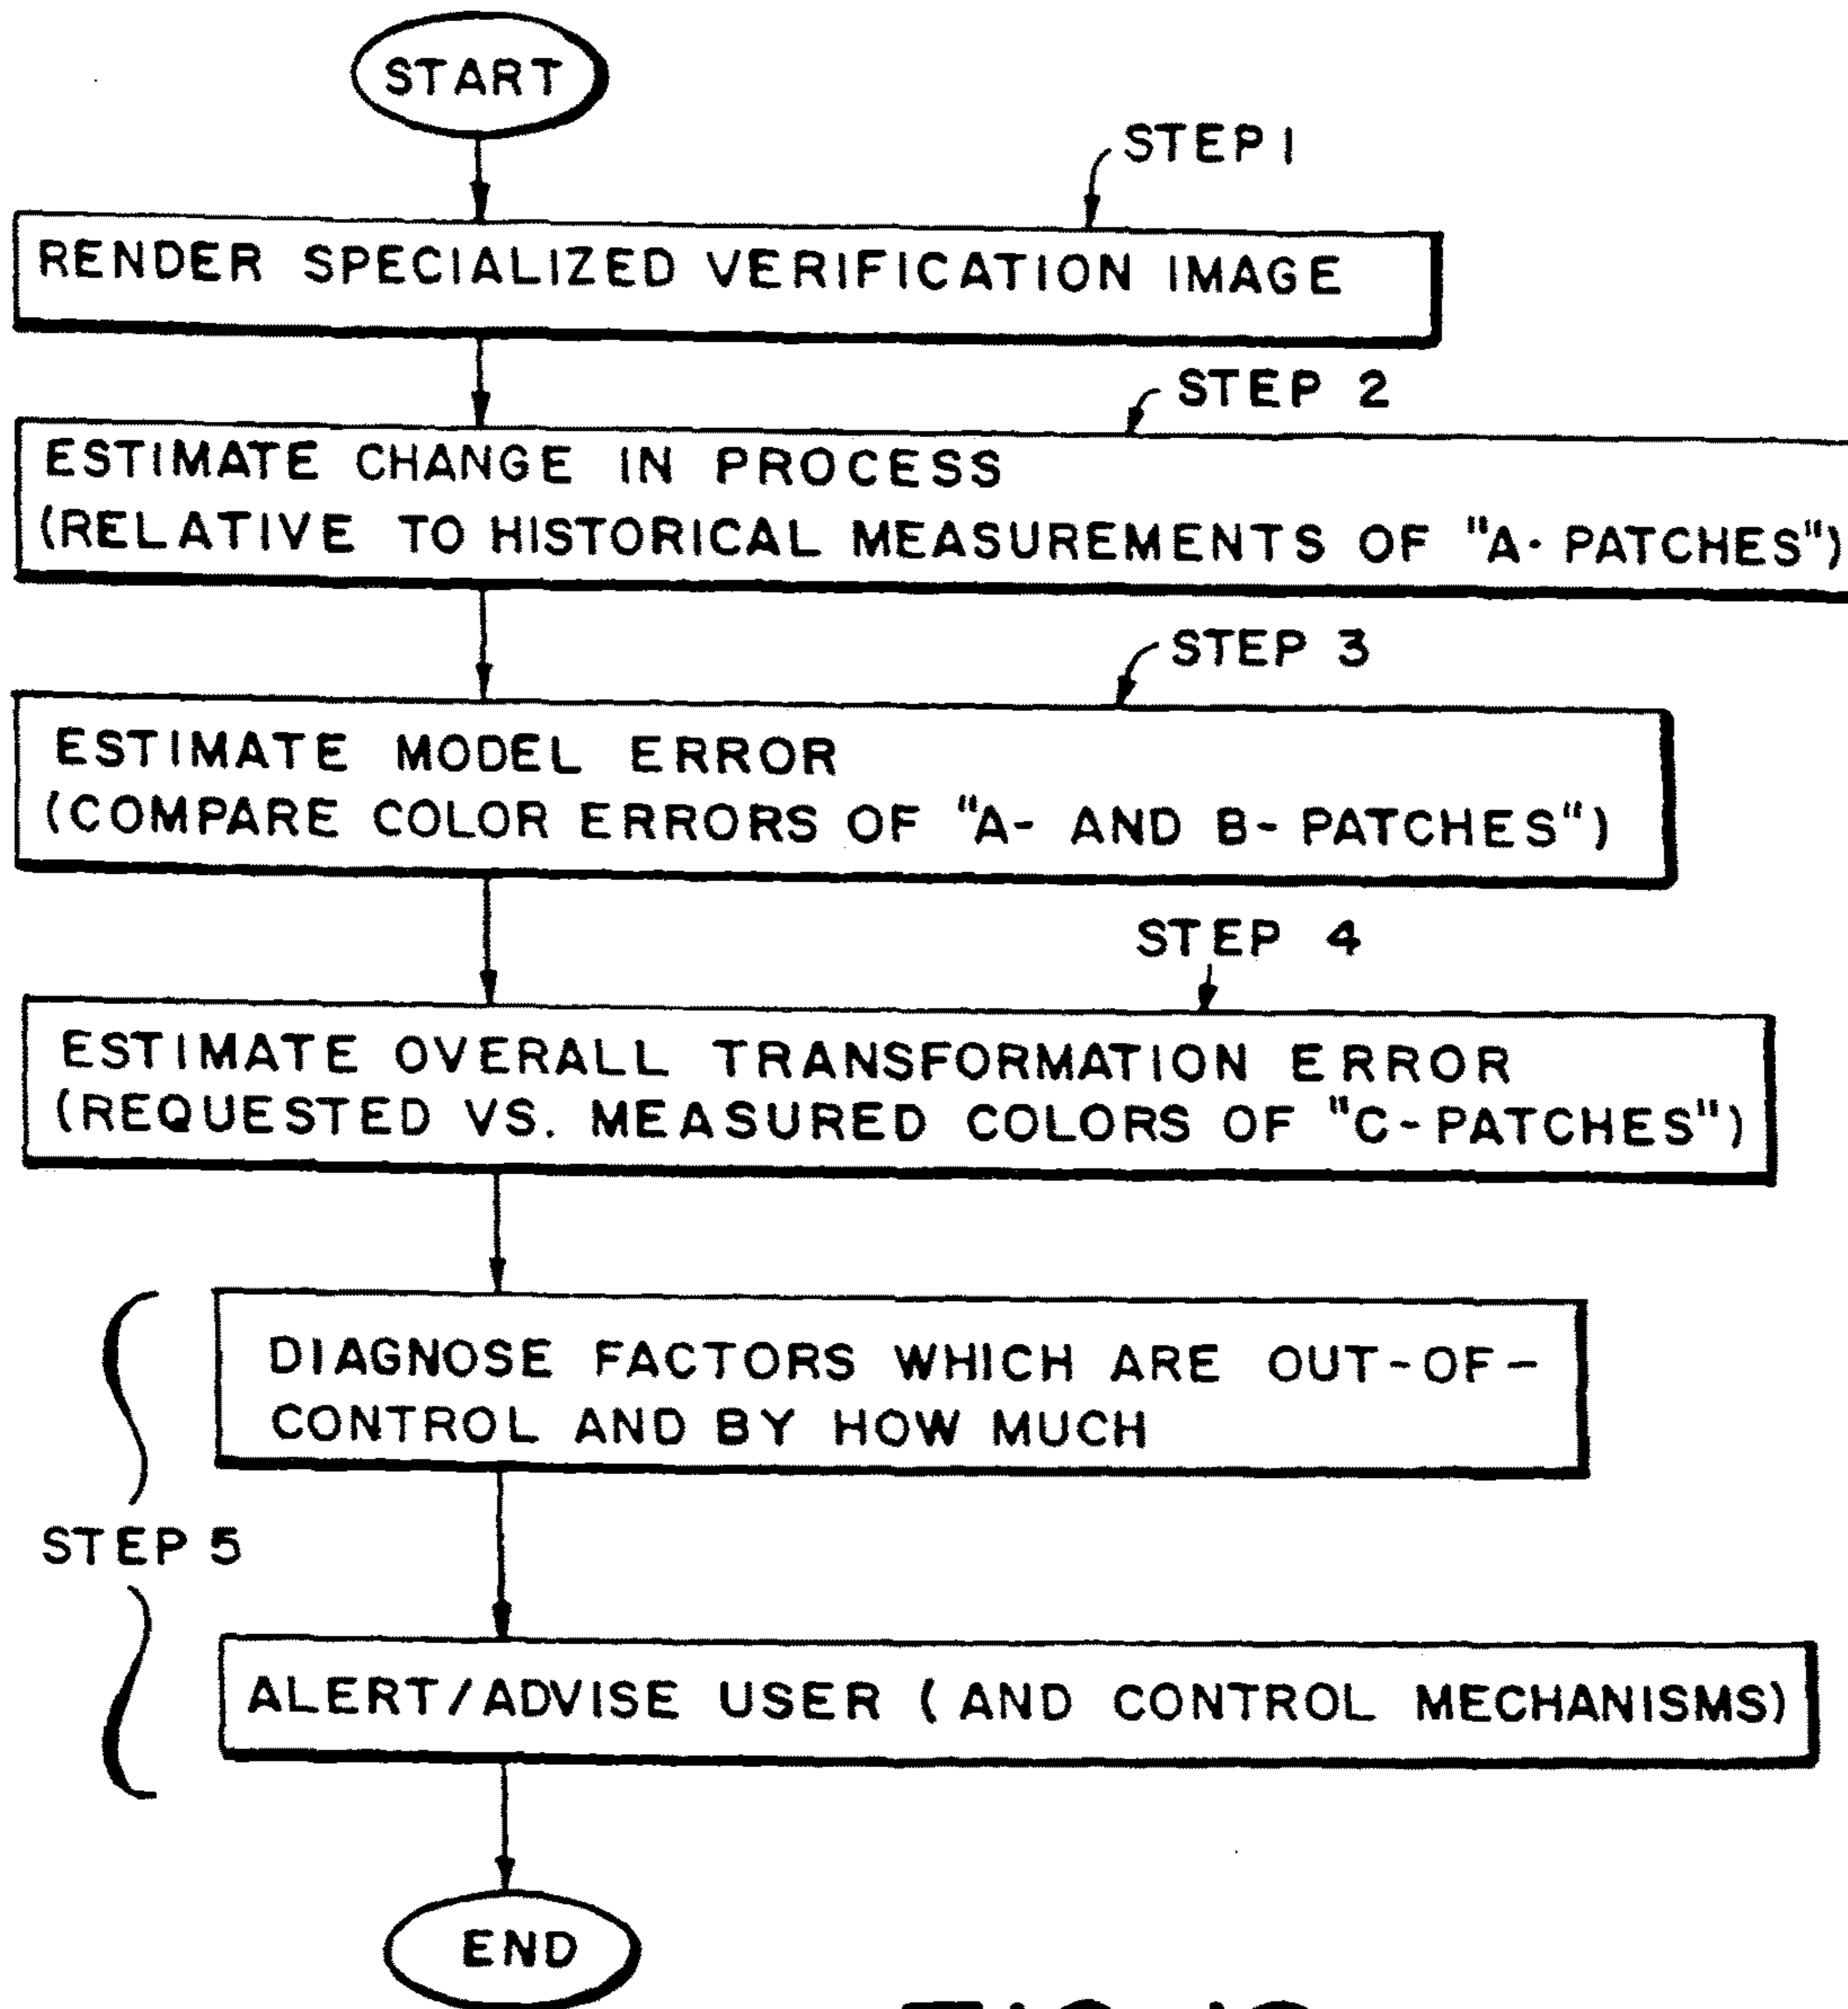 START
STEP 1
RENDER SPECIALIZED VERIFICATION IMAGE
STEP 2
ESTIMATE CHANGE IN PROCESS
(RELATIVE TO HISTORICAL MEASUREMENTS OF "A- PATCHES")
STEP 3
ESTIMATE MODEL ERROR
(COMPARE COLOR ERRORS OF "A- AND B- PATCHES")
STEP 4
ESTIMATE OVERALL TRANSFORMATION ERROR
(REQUESTED VS. MEASURED COLORS OF "C-PATCHES")
DIAGNOSE FACTORS WHICH ARE OUT-OF-
CONTROL AND BY HOW MUCH
STEP 5
ALERT/ADVISE USER (AND CONTROL MECHANISMS)
END